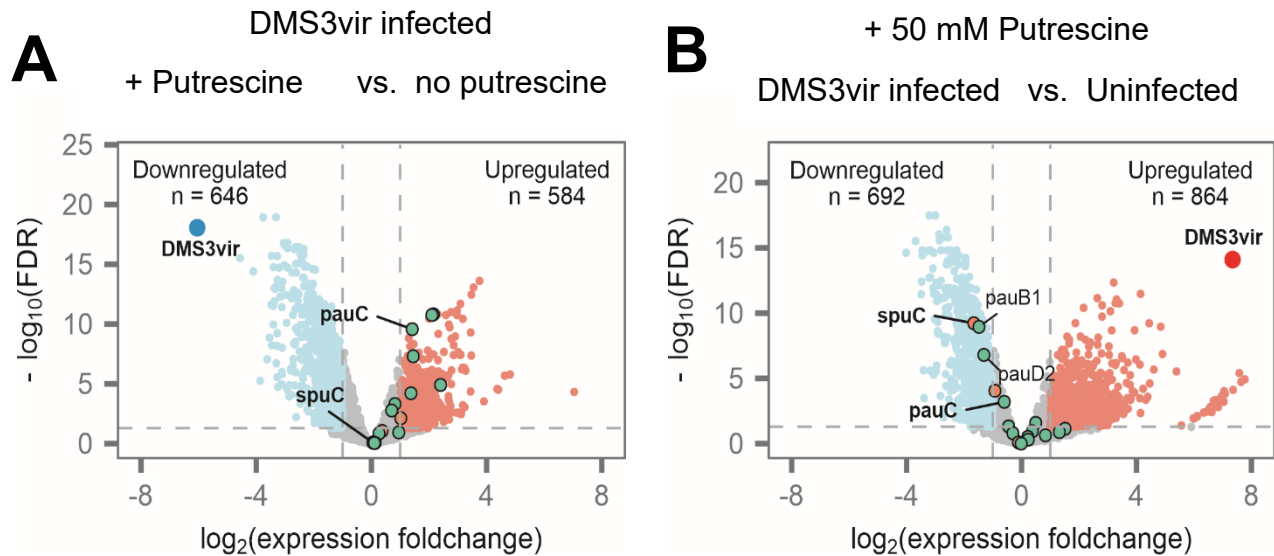 A
DMS3vir infected
+ Putrescine vs. no putrescine
25
20
15
10
5
0
- log10(FDR)
Downregulated
n = 646
Upregulated
n = 584
DMS3vir
pauC
spuC
-8 -4 0 4 8
log2(expression foldchange)
B
+ 50 mM Putrescine
DMS3vir infected vs. Uninfected
20
15
10
5
0
- log10(FDR)
Downregulated
n = 692
Upregulated
n = 864
DMS3vir
pauB1
spuC
pauD2
pauC
-8 -4 0 4 8
log2(expression foldchange)